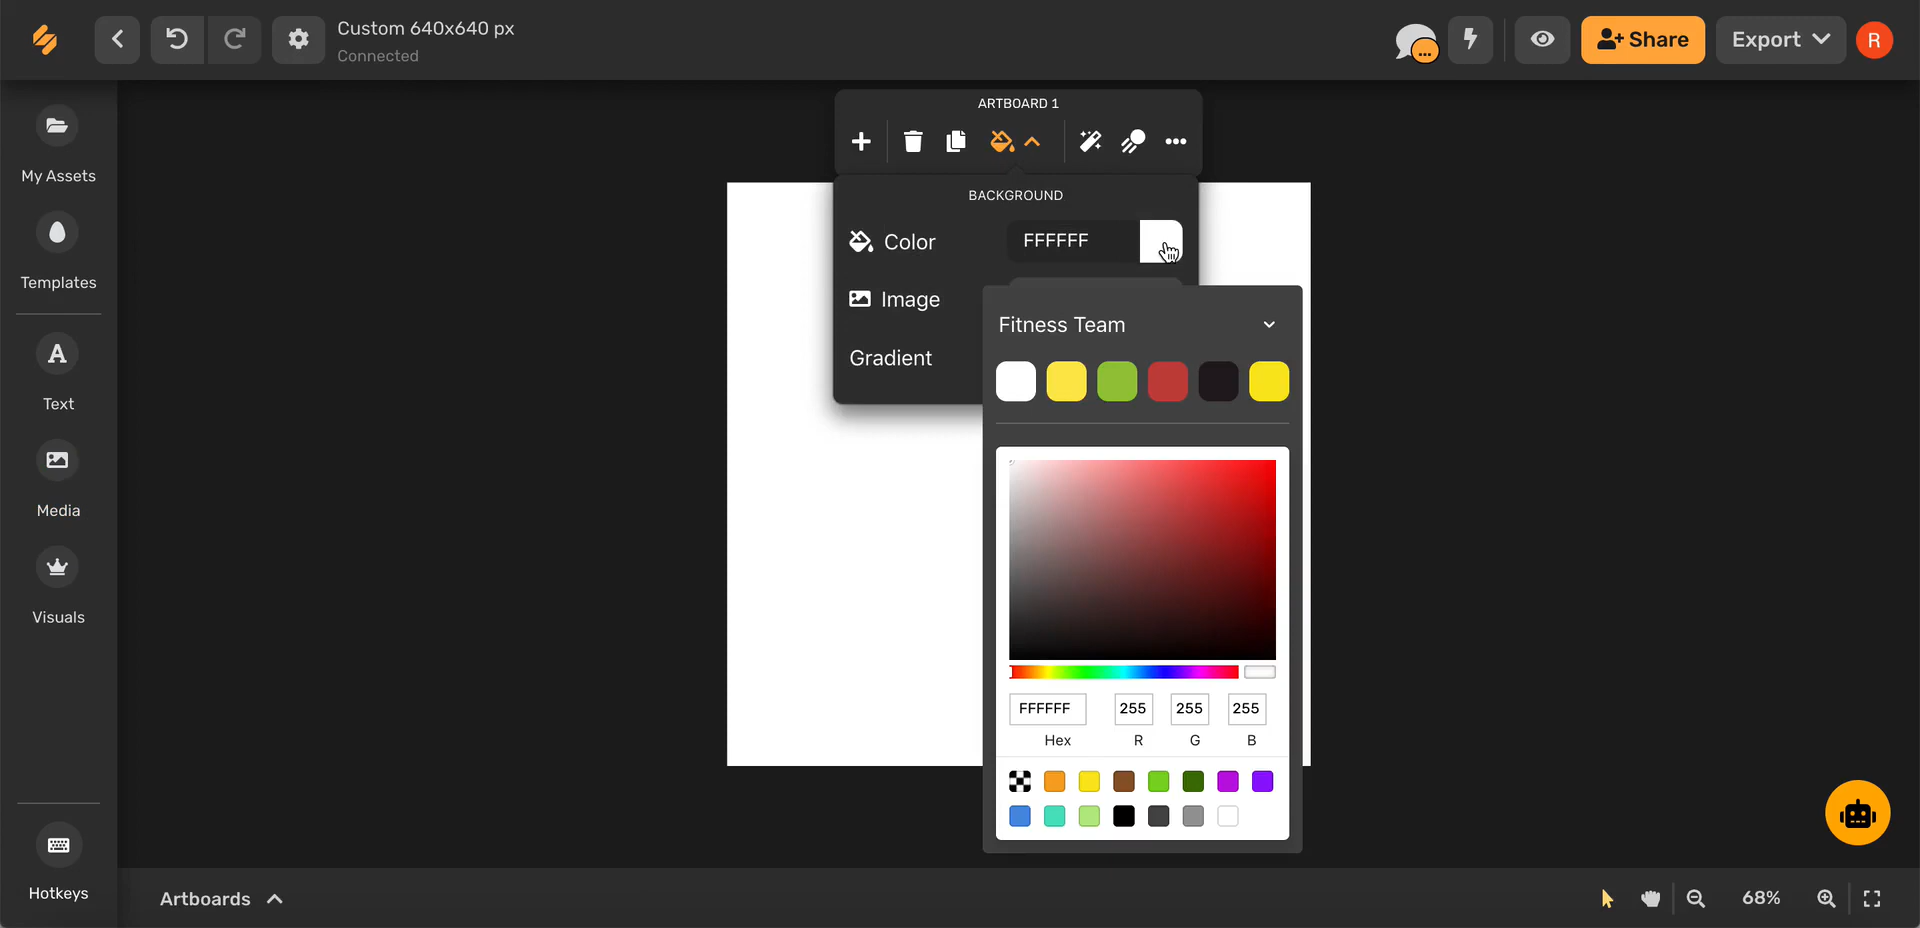 Custom 640x640 px
Connected
Share
Export
R
My Assets
Templates
Text
Media
Visuals
Hotkeys
ARTBOARD 1
BACKGROUND
Color
FFFFFF
Image
Gradient
Fitness Team
FFFFFF 255 255 255
Hex R G B
Artboards
68%